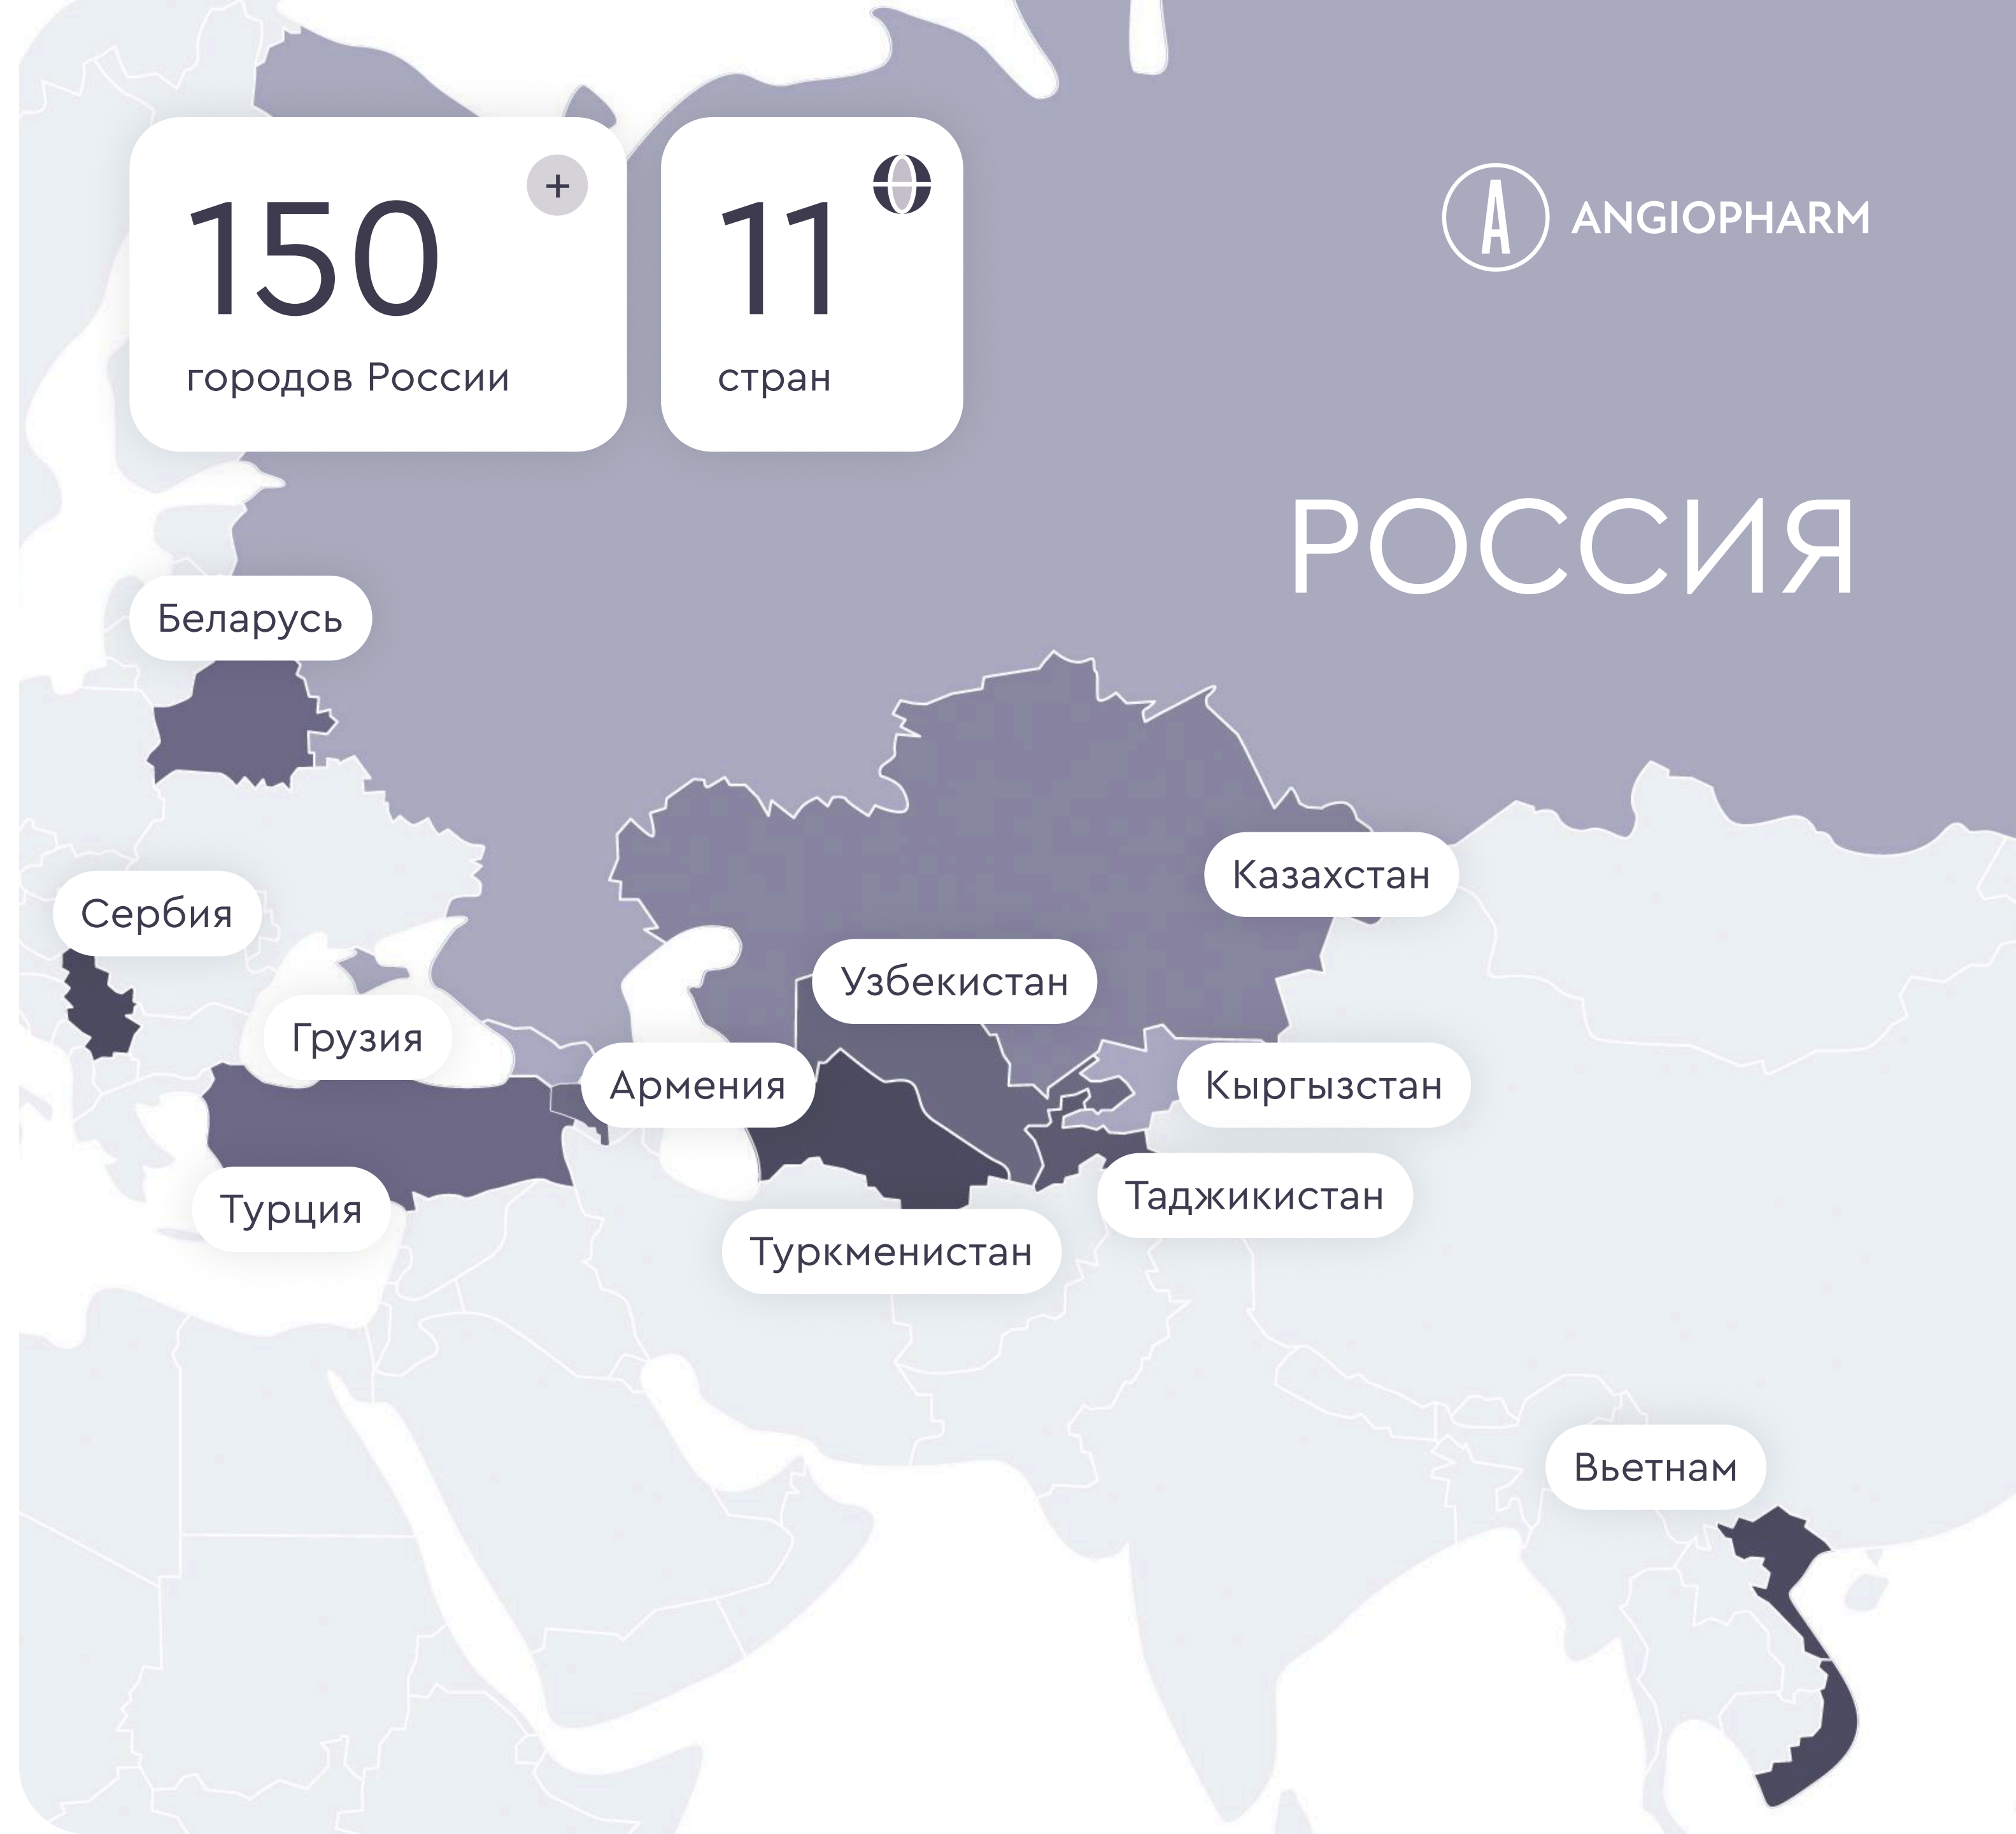 150
+
городов России
11
стран
ANGIOPHARM
РОССИЯ
Беларусь
Казахстан
Сербия
Узбекистан
Грузия
Армения
Кыргызстан
Таджикистан
Турция
Туркменистан
Вьетнам